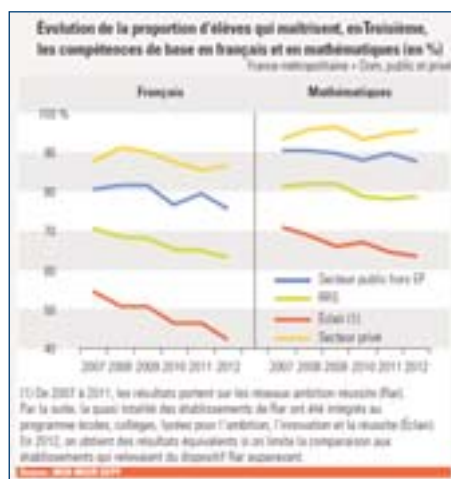 Évolution de la proportion d'élèves qui maîtrisent, en Troisième,
les compétences de base en français et en mathématiques (en %)
France métropolitaine + Dom, public et privé
Français Mathématiques
100 %
90
80
70
60
50
40
Secteur public hors EP
RRS
Éclair (1)
Secteur privé
2007 2008 2009 2010 2011 2012 2007 2008 2009 2010 2011 2012
(1) De 2007 à 2011, les résultats portent sur les réseaux ambition réussite (Rar).
Par la suite, la quasi totalité des établissements de Rar ont été intégrés au
programme écoles, collèges, lycées pour l'ambition, l'innovation et la réussite (Éclair).
En 2012, on obtient des résultats équivalents si on limite la comparaison aux
établissements qui relevaient du dispositif Rar auparavant.
Source: MEN-MESR DEPP